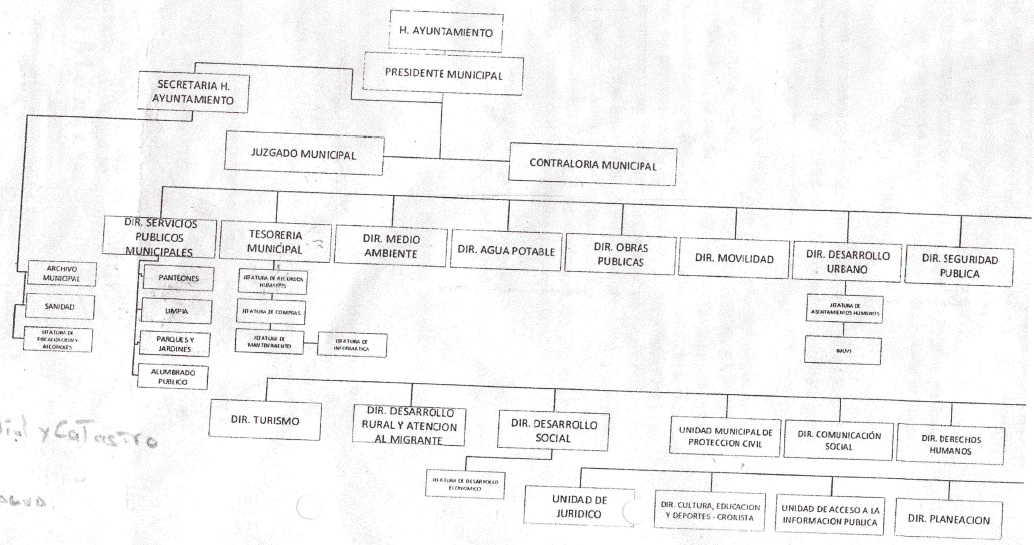 H. AYUNTAMIENTO
PRESIDENTE MUNICIPAL
SECRETARIA H.
AYUNTAMIENTO
JUZGADO MUNICIPAL
CONTRALORIA MUNICIPAL
DIR. SERVICIOS
PUBLICOS
MUNICIPALES
TESORERIA
MUNICIPAL
DIR. MEDIO
AMBIENTE
DIR. AGUA POTABLE
DIR. OBRAS
PUBLICAS
DIR. MOVILIDAD
DIR. DESARROLLO
URBANO
DIR. SEGURIDAD
PUBLICA
ARCHIVO
MUNICIPAL
SANIDAD
JEFATURA DE
FISCALIZACION Y
ALCOHOLES
PANTEONES
LIMPIA
PARQUES Y
JARDINES
ALUMBRADO
PUBLICO
JEFATURA DE RECURSOS
HUMANOS
JEFATURA DE COMPRAS
JEFATURA DE
MANTENIMIENTO
JEFATURA DE
INFORMATICA
JEFATURA DE
ASENTAMIENTOS HUMANOS
IMUVI
DIR. TURISMO
DIR. DESARROLLO
RURAL Y ATENCION
AL MIGRANTE
DIR. DESARROLLO
SOCIAL
UNIDAD MUNICIPAL DE
PROTECCION CIVIL
DIR. COMUNICACIÓN
SOCIAL
DIR. DERECHOS
HUMANOS
y Catastro
JEFATURA DE DESARROLLO
ECONOMICO
UNIDAD DE
JURIDICO
DIR. CULTURA, EDUCACION
Y DEPORTES - CRONISTA
UNIDAD DE ACCESO A LA
INFORMACION PUBLICA
DIR. PLANEACION